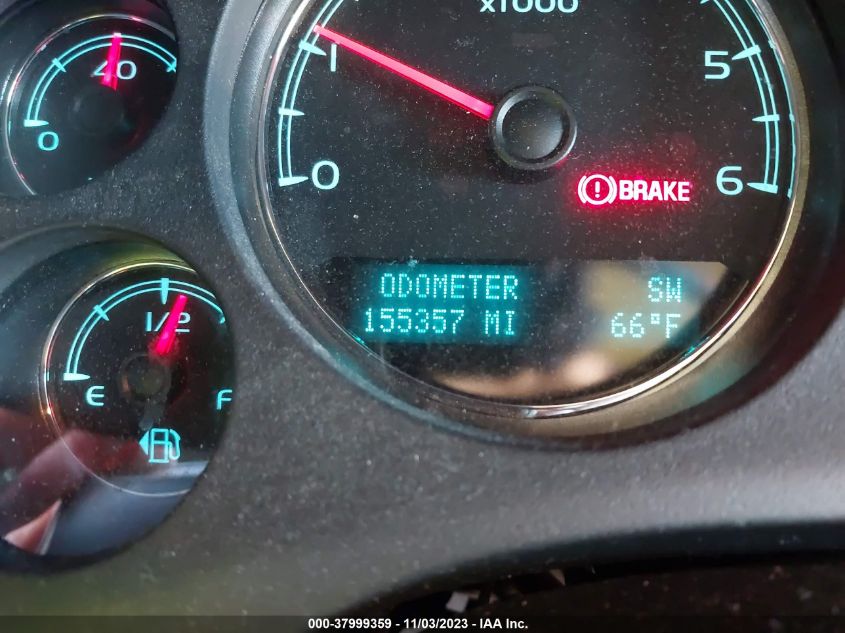 x1000
40
0
1
5
0
6
BRAKE
1/2
E
F
ODOMETER SW
155357 MI 66°F
000-37999359 - 11/03/2023 - IAA Inc.